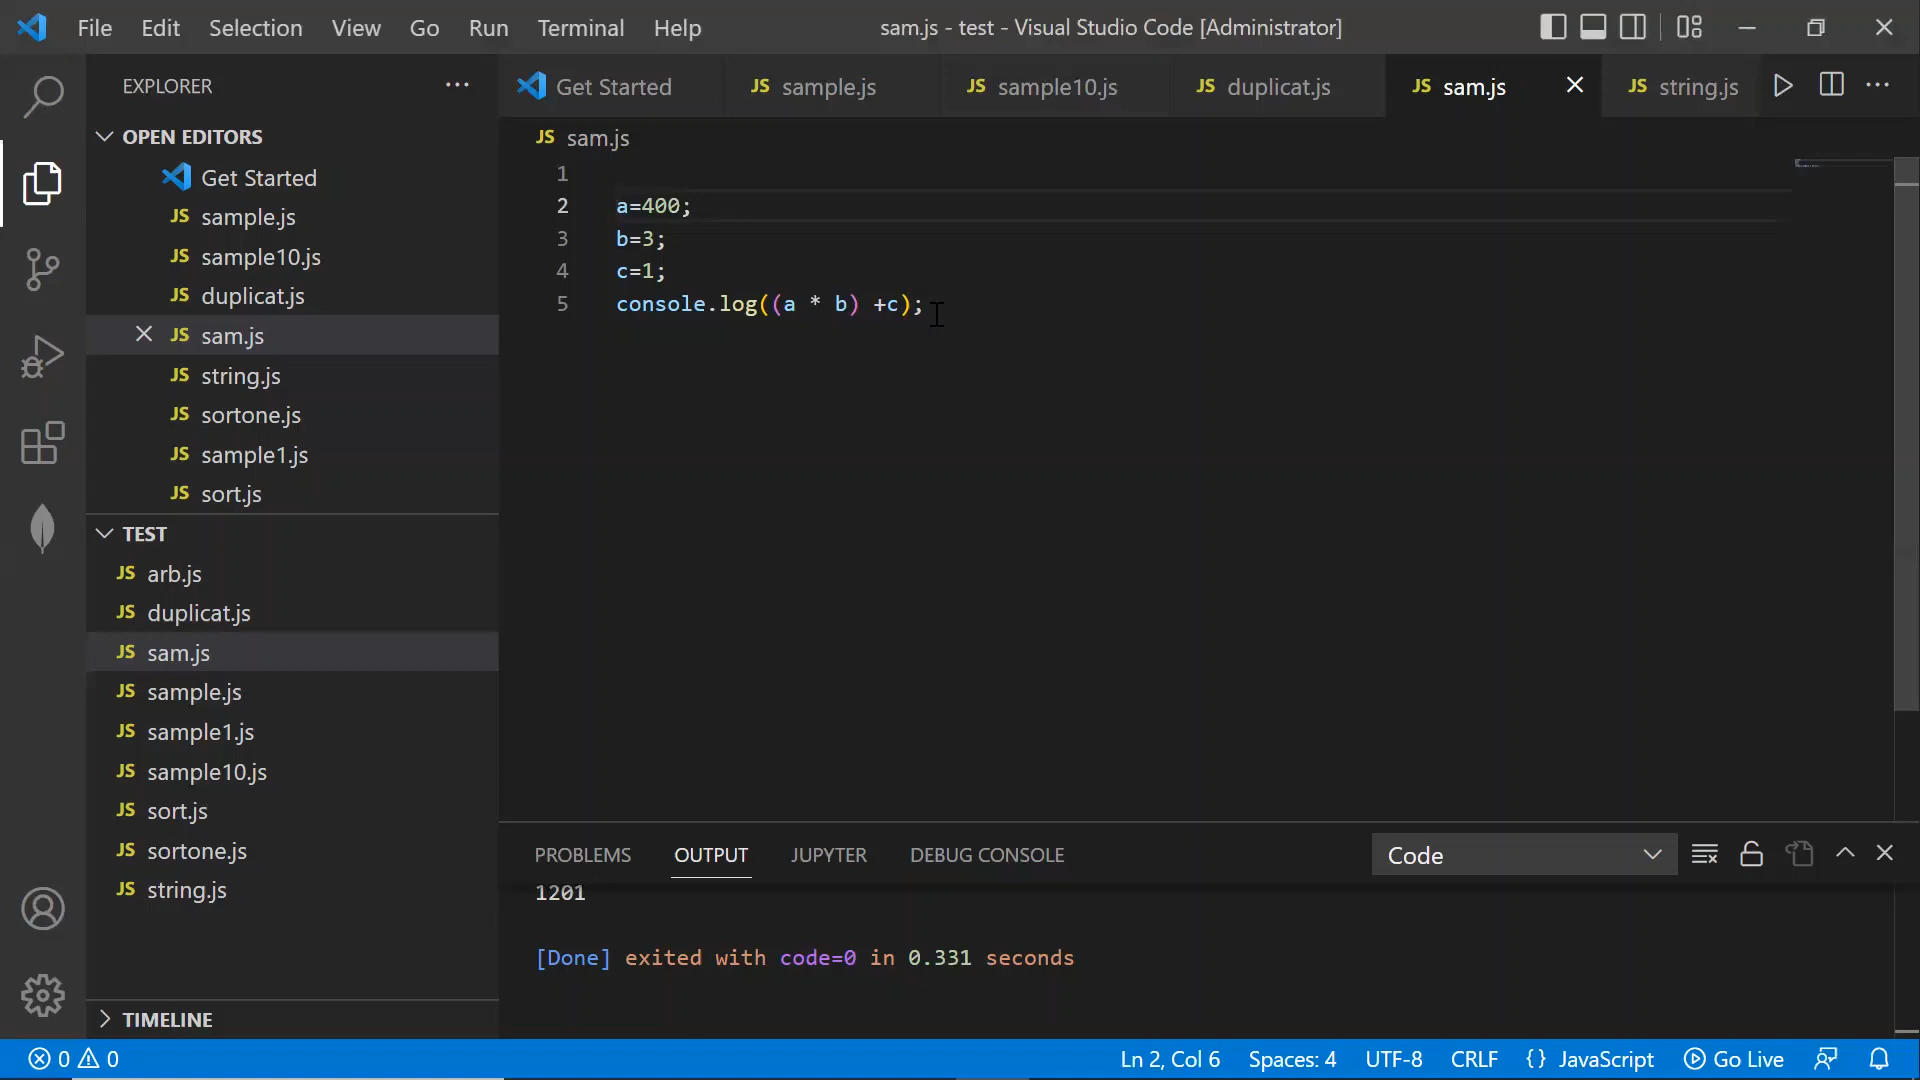 File Edit Selection View Go Run Terminal Help sam.js - test - Visual Studio Code [Administrator]
EXPLORER ...
Get Started JS sample.js JS sample10.js JS duplicat.js JS sam.js JS string.js ...
OPEN EDITORS
Get Started
JS sample.js
JS sample10.js
JS duplicat.js
JS sam.js
JS string.js
JS sortone.js
JS sample1.js
JS sort.js
TEST
JS arb.js
JS duplicat.js
JS sam.js
JS sample.js
JS sample1.js
JS sample10.js
JS sort.js
JS sortone.js
JS string.js
TIMELINE
JS sam.js
1
2 a=400;
3 b=3;
4 c=1;
5 console.log((a * b) +c);
PROBLEMS OUTPUT JUPYTER DEBUG CONSOLE Code
1201
[Done] exited with code=0 in 0.331 seconds
0 0 Ln 2, Col 6 Spaces: 4 UTF-8 CRLF {} JavaScript Go Live